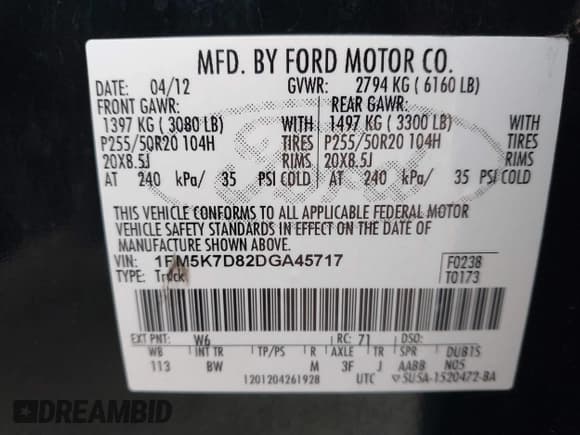 MFD. BY FORD MOTOR CO.
DATE: 04/12 GVWR: 2794 KG ( 6160 LB)
FRONT GAWR: REAR GAWR:
1397 KG ( 3080 LB) WITH 1497 KG ( 3300 LB) WITH
P255/50R20 104H TIRES P255/50R20 104H TIRES
20X8.5J RIMS 20X8.5J RIMS
AT 240 kPa/ 35 PSI COLD AT 240 kPa/ 35 PSI COLD
THIS VEHICLE CONFORMS TO ALL APPLICABLE FEDERAL MOTOR
VEHICLE SAFETY STANDARDS IN EFFECT ON THE DATE OF
MANUFACTURE SHOWN ABOVE.
VIN: 1FM5K7D82DGA45717 F0238
TYPE: Truck T0173
EXT PNT: W6 RC: 71 DSO:
WB INT TR TP/PS R AXLE TR SPR DUBTS
113 BW M 3F J AABB N05
1201204261928 UTC 5U5A-1520472-BA
DREAMBID